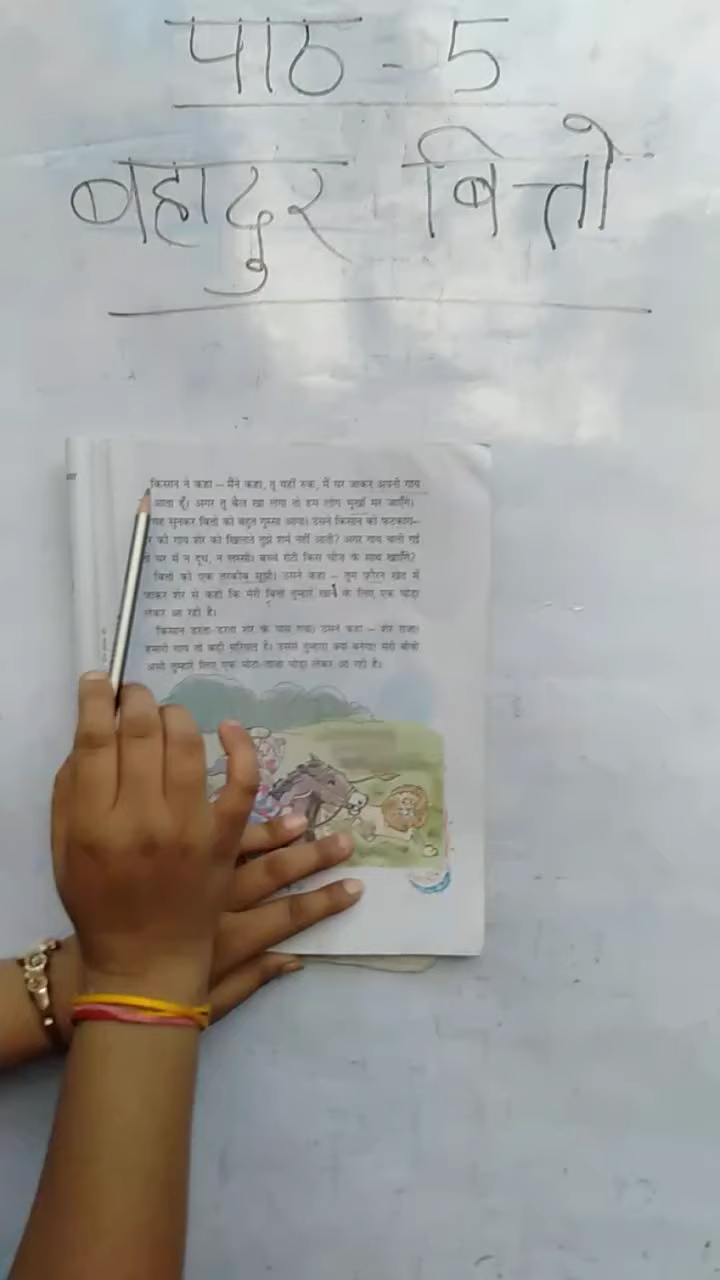 पाठ - 5
बहादुर बित्तो
किसान ने कहा – मैंने कहा, तू यहीं रुक, मैं घर जाकर अपनी गाय
आता हूँ। अगर तू बैल खा लेगा तो हम लोग भूखों मर जाएँगे।
यह सुनकर बित्तो को बहुत गुस्सा आया। उसने किसान को फटकारा–
र की गाय शेर को खिलाते तुझे शर्म नहीं आती? अगर गाय चली गई
तो घर में न दूध, न लस्सी। बच्चे रोटी किस चीज़ के साथ खाएँगे?
बित्तो को एक तरकीब सूझी। उसने कहा – तुम फ़ौरन खेत में
जाकर शेर से कहो कि मेरी बित्तो तुम्हारे खाने के लिए एक घोड़ा
लेकर आ रही है।
किसान डरता-डरता शेर के पास गया। उसने कहा – शेर राजा!
हमारी गाय तो बड़ी मरियल है। उससे तुम्हारा क्या बनेगा! मेरी बीवी
अभी तुम्हारे लिए एक मोटा-ताज़ा घोड़ा लेकर आ रही है।